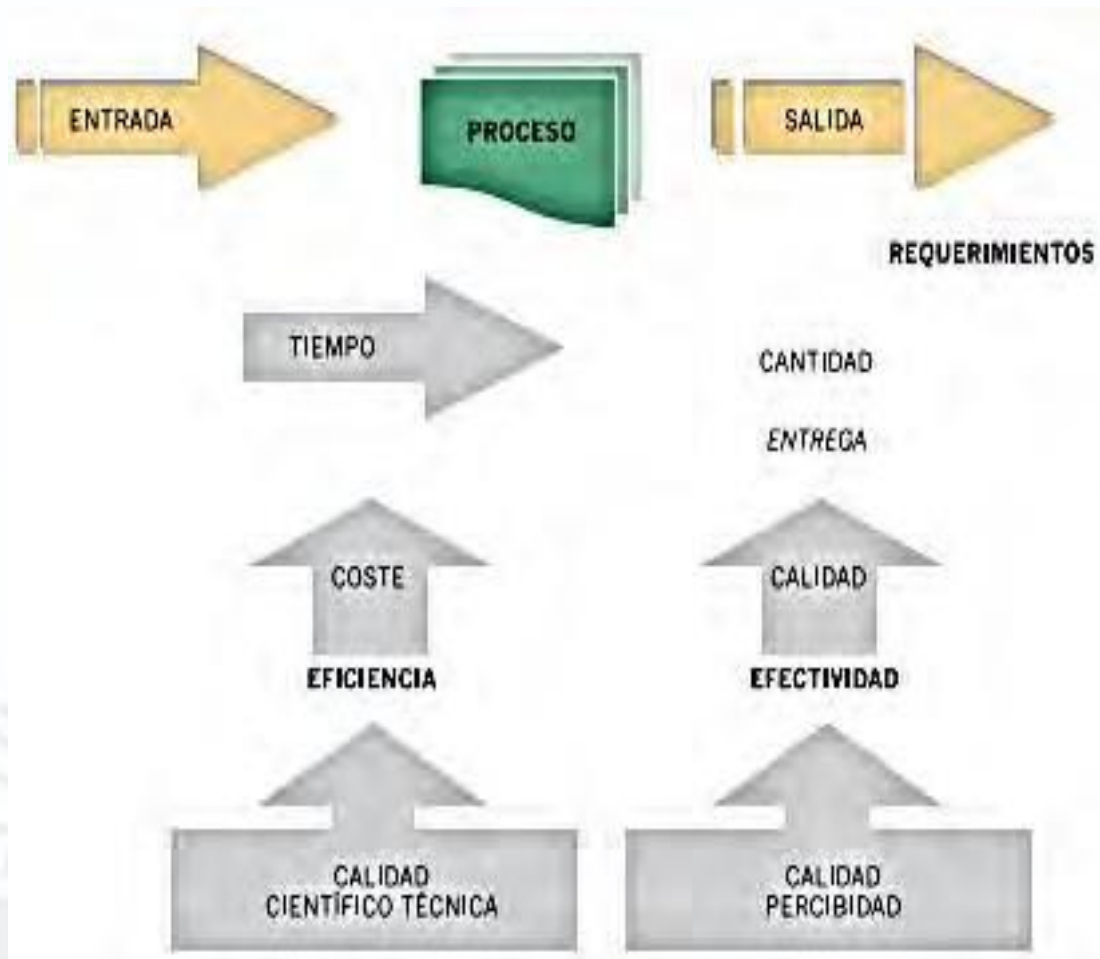 ENTRADA
PROCESO
SALIDA
REQUERIMIENTOS
TIEMPO
CANTIDAD
ENTREGA
COSTE
CALIDAD
EFICIENCIA
EFECTIVIDAD
CALIDAD
CIENTÍFICO TÉCNICA
CALIDAD
PERCIBIDAD